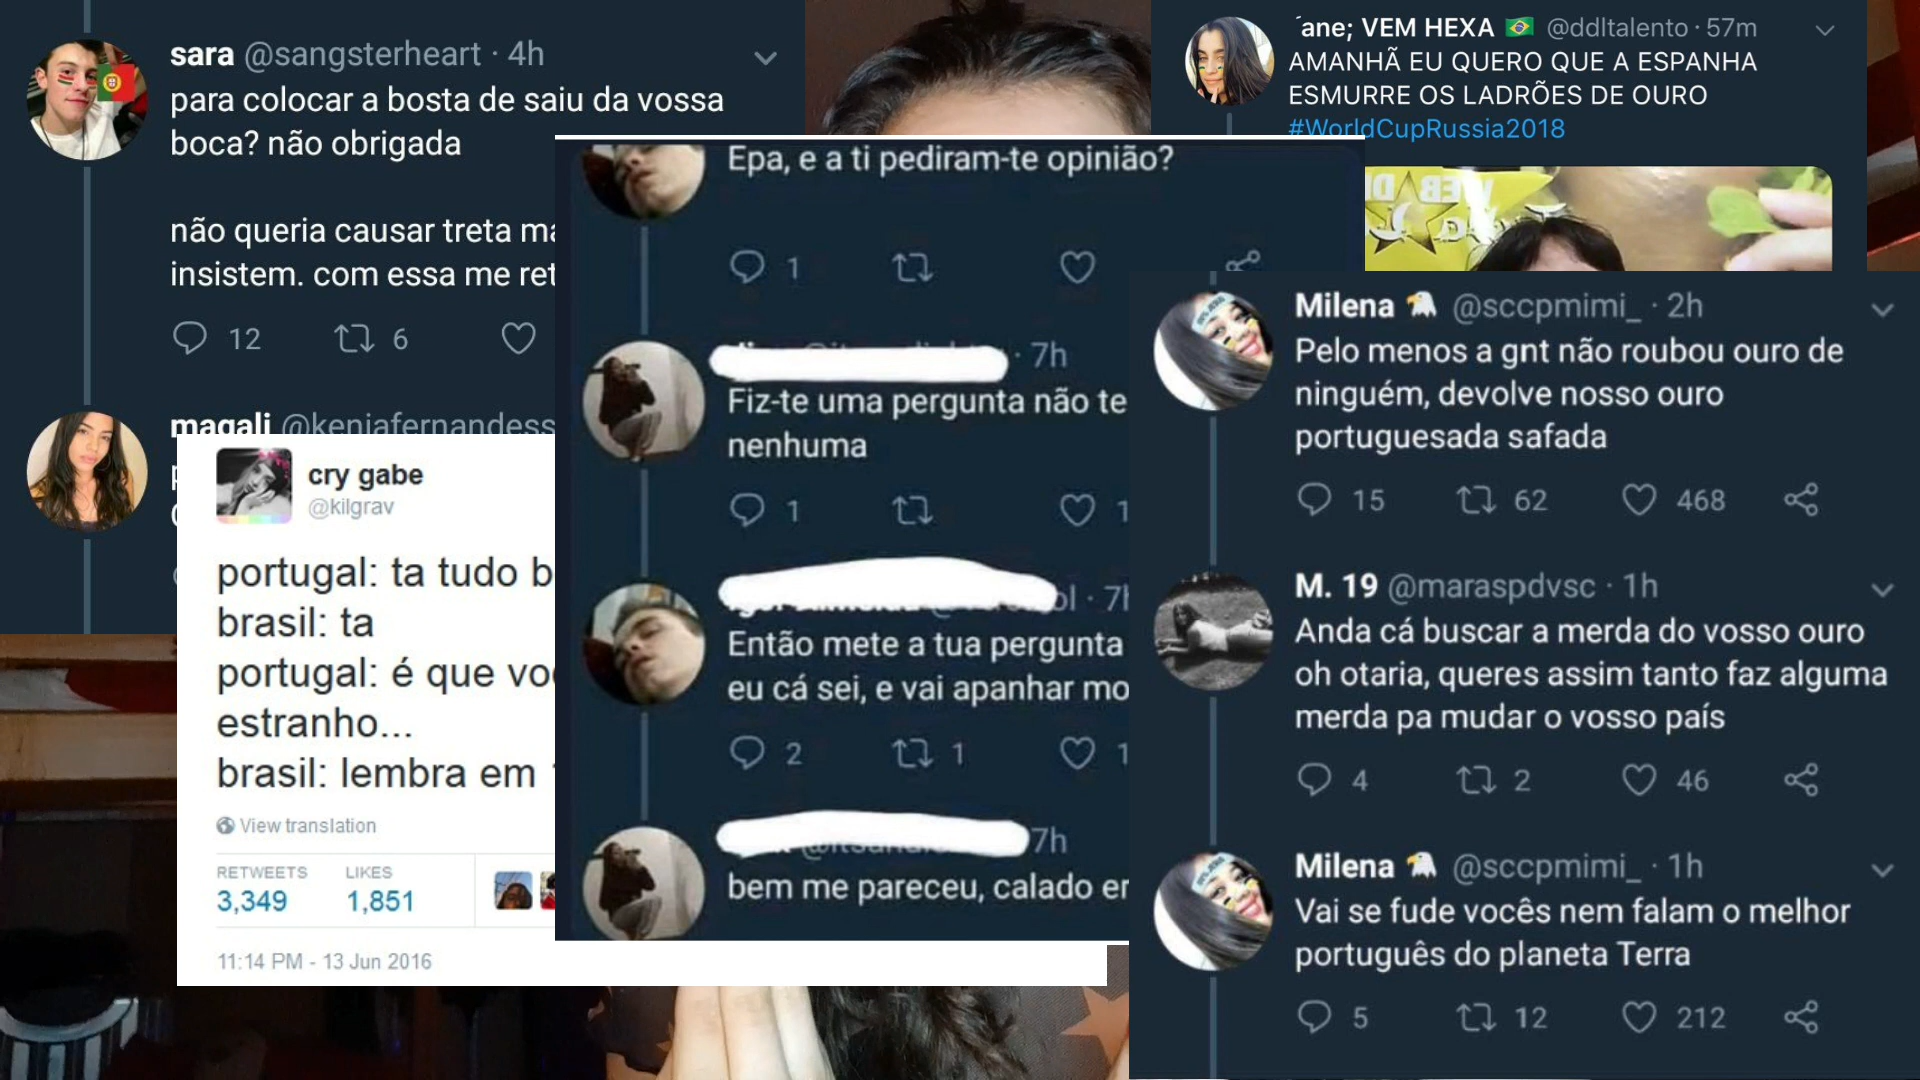 sara @sangsterheart · 4h
para colocar a bosta de saiu da vossa
boca? não obrigada
não queria causar treta
insistem. com essa me
12 6
magali @keniafernandess
cry gabe
@kilgrav
portugal: ta tudo
brasil: ta
portugal: é que
estranho...
brasil: lembra em
View translation
RETWEETS LIKES
3,349 1,851
11:14 PM - 13 Jun 2016
Epa, e a ti pediram-te opinião?
1
· 7h
Fiz-te uma pergunta não te
nenhuma
1 1
Então mete a tua pergunta
eu cá sei, e vai apanhar
2 1 1
7h
bem me pareceu, calado
ane; VEM HEXA @ddltalento · 57m
AMANHÃ EU QUERO QUE A ESPANHA
ESMURRE OS LADRÕES DE OURO
#WorldCupRussia2018
Milena @sccpmimi_ · 2h
Pelo menos a gnt não roubou ouro de
ninguém, devolve nosso ouro
portuguesada safada
15 62 468
M. 19 @maraspdvsc · 1h
Anda cá buscar a merda do vosso ouro
oh otaria, queres assim tanto faz alguma
merda pa mudar o vosso país
4 2 46
Milena @sccpmimi_ · 1h
Vai se fude vocês nem falam o melhor
português do planeta Terra
5 12 212